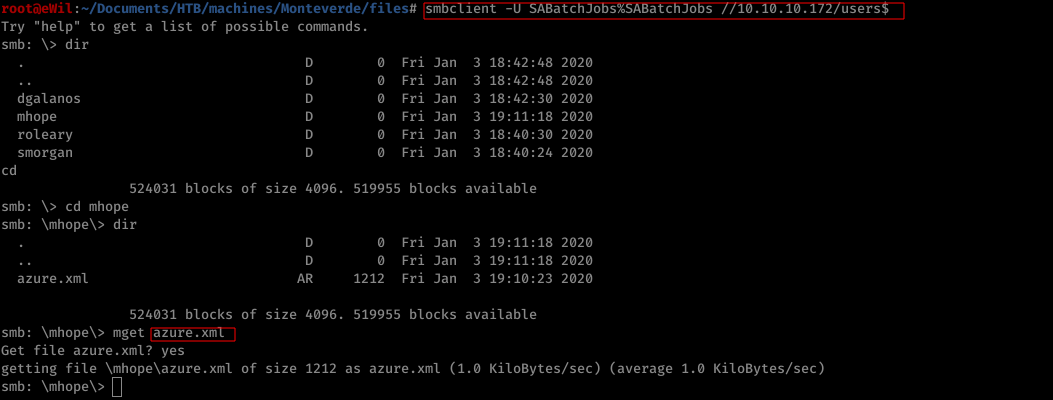 root@eWil:~/Documents/HTB/machines/Monteverde/files# smbclient -U SABatchJobs%SABatchJobs //10.10.10.172/users$
Try "help" to get a list of possible commands.
smb: \> dir
  .                                   D        0  Fri Jan  3 18:42:48 2020
  ..                                  D        0  Fri Jan  3 18:42:48 2020
  dgalanos                            D        0  Fri Jan  3 18:42:30 2020
  mhope                               D        0  Fri Jan  3 19:11:18 2020
  roleary                             D        0  Fri Jan  3 18:40:30 2020
  smorgan                             D        0  Fri Jan  3 18:40:24 2020
cd
                524031 blocks of size 4096. 519955 blocks available
smb: \> cd mhope
smb: \mhope\> dir
  .                                   D        0  Fri Jan  3 19:11:18 2020
  ..                                  D        0  Fri Jan  3 19:11:18 2020
  azure.xml                          AR     1212  Fri Jan  3 19:10:23 2020
                524031 blocks of size 4096. 519955 blocks available
smb: \mhope\> mget azure.xml
Get file azure.xml? yes
getting file \mhope\azure.xml of size 1212 as azure.xml (1.0 KiloBytes/sec) (average 1.0 KiloBytes/sec)
smb: \mhope\>